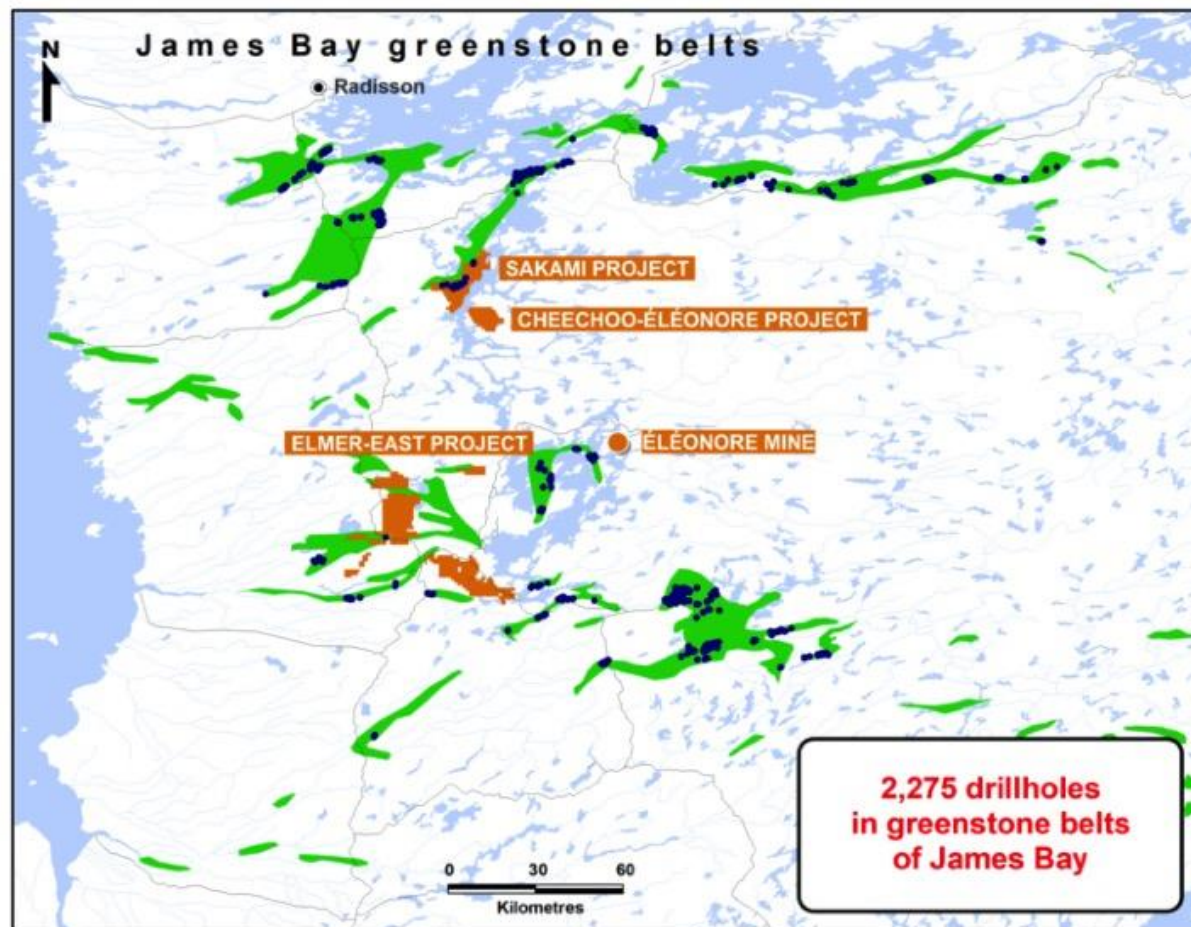 James Bay greenstone belts
N
Radisson
SAKAMI PROJECT
CHEECHOO-ÉLÉONORE PROJECT
ELMER-EAST PROJECT
ÉLÉONORE MINE
2,275 drillholes
in greenstone belts
of James Bay
0 30 60
Kilometres